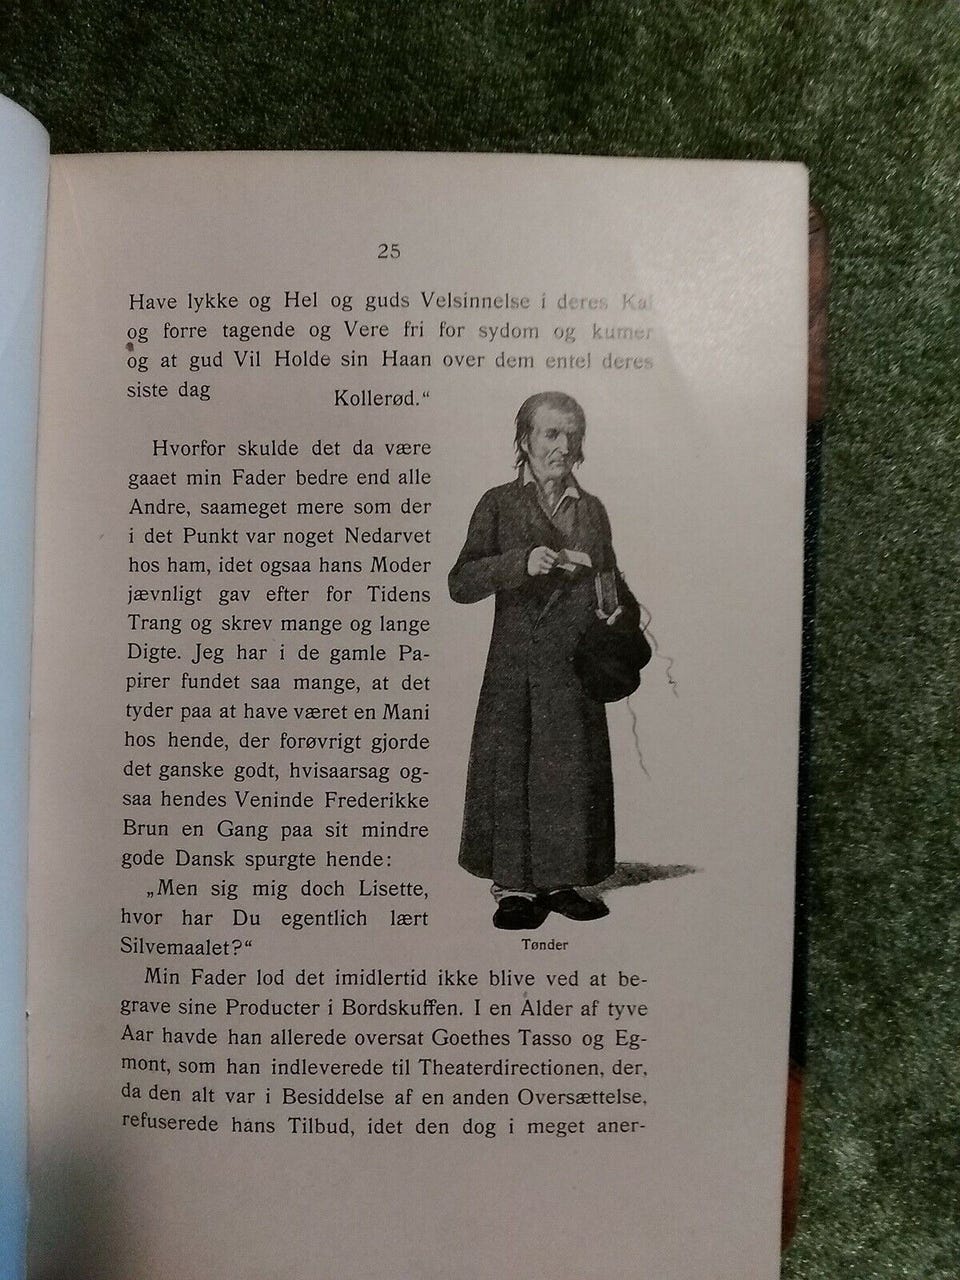 25
Have lykke og Hel og guds Velsinnelse i deres Kal
og forre tagende og Vere fri for sydom og kumer
og at gud Vil Holde sin Haan over dem entel deres
siste dag
Kollerød.“
Hvorfor skulde det da være
gaaet min Fader bedre end alle
Andre, saameget mere som der
i det Punkt var noget Nedarvet
hos ham, idet ogsaa hans Moder
jævnligt gav efter for Tidens
Trang og skrev mange og lange
Digte. Jeg har i de gamle Pa-
pirer fundet saa mange, at det
tyder paa at have været en Mani
hos hende, der forøvrigt gjorde
det ganske godt, hvisaarsag og-
saa hendes Veninde Frederikke
Brun en Gang paa sit mindre
gode Dansk spurgte hende:
„Men sig mig doch Lisette,
hvor har Du egentlich lært
Silvemaalet?“
Tønder
Min Fader lod det imidlertid ikke blive ved at be-
grave sine Producter i Bordskuffen. I en Alder af tyve
Aar havde han allerede oversat Goethes Tasso og Eg-
mont, som han indleverede til Theaterdirectionen, der,
da den alt var i Besiddelse af en anden Oversættelse,
refuserede hans Tilbud, idet den dog i meget aner-